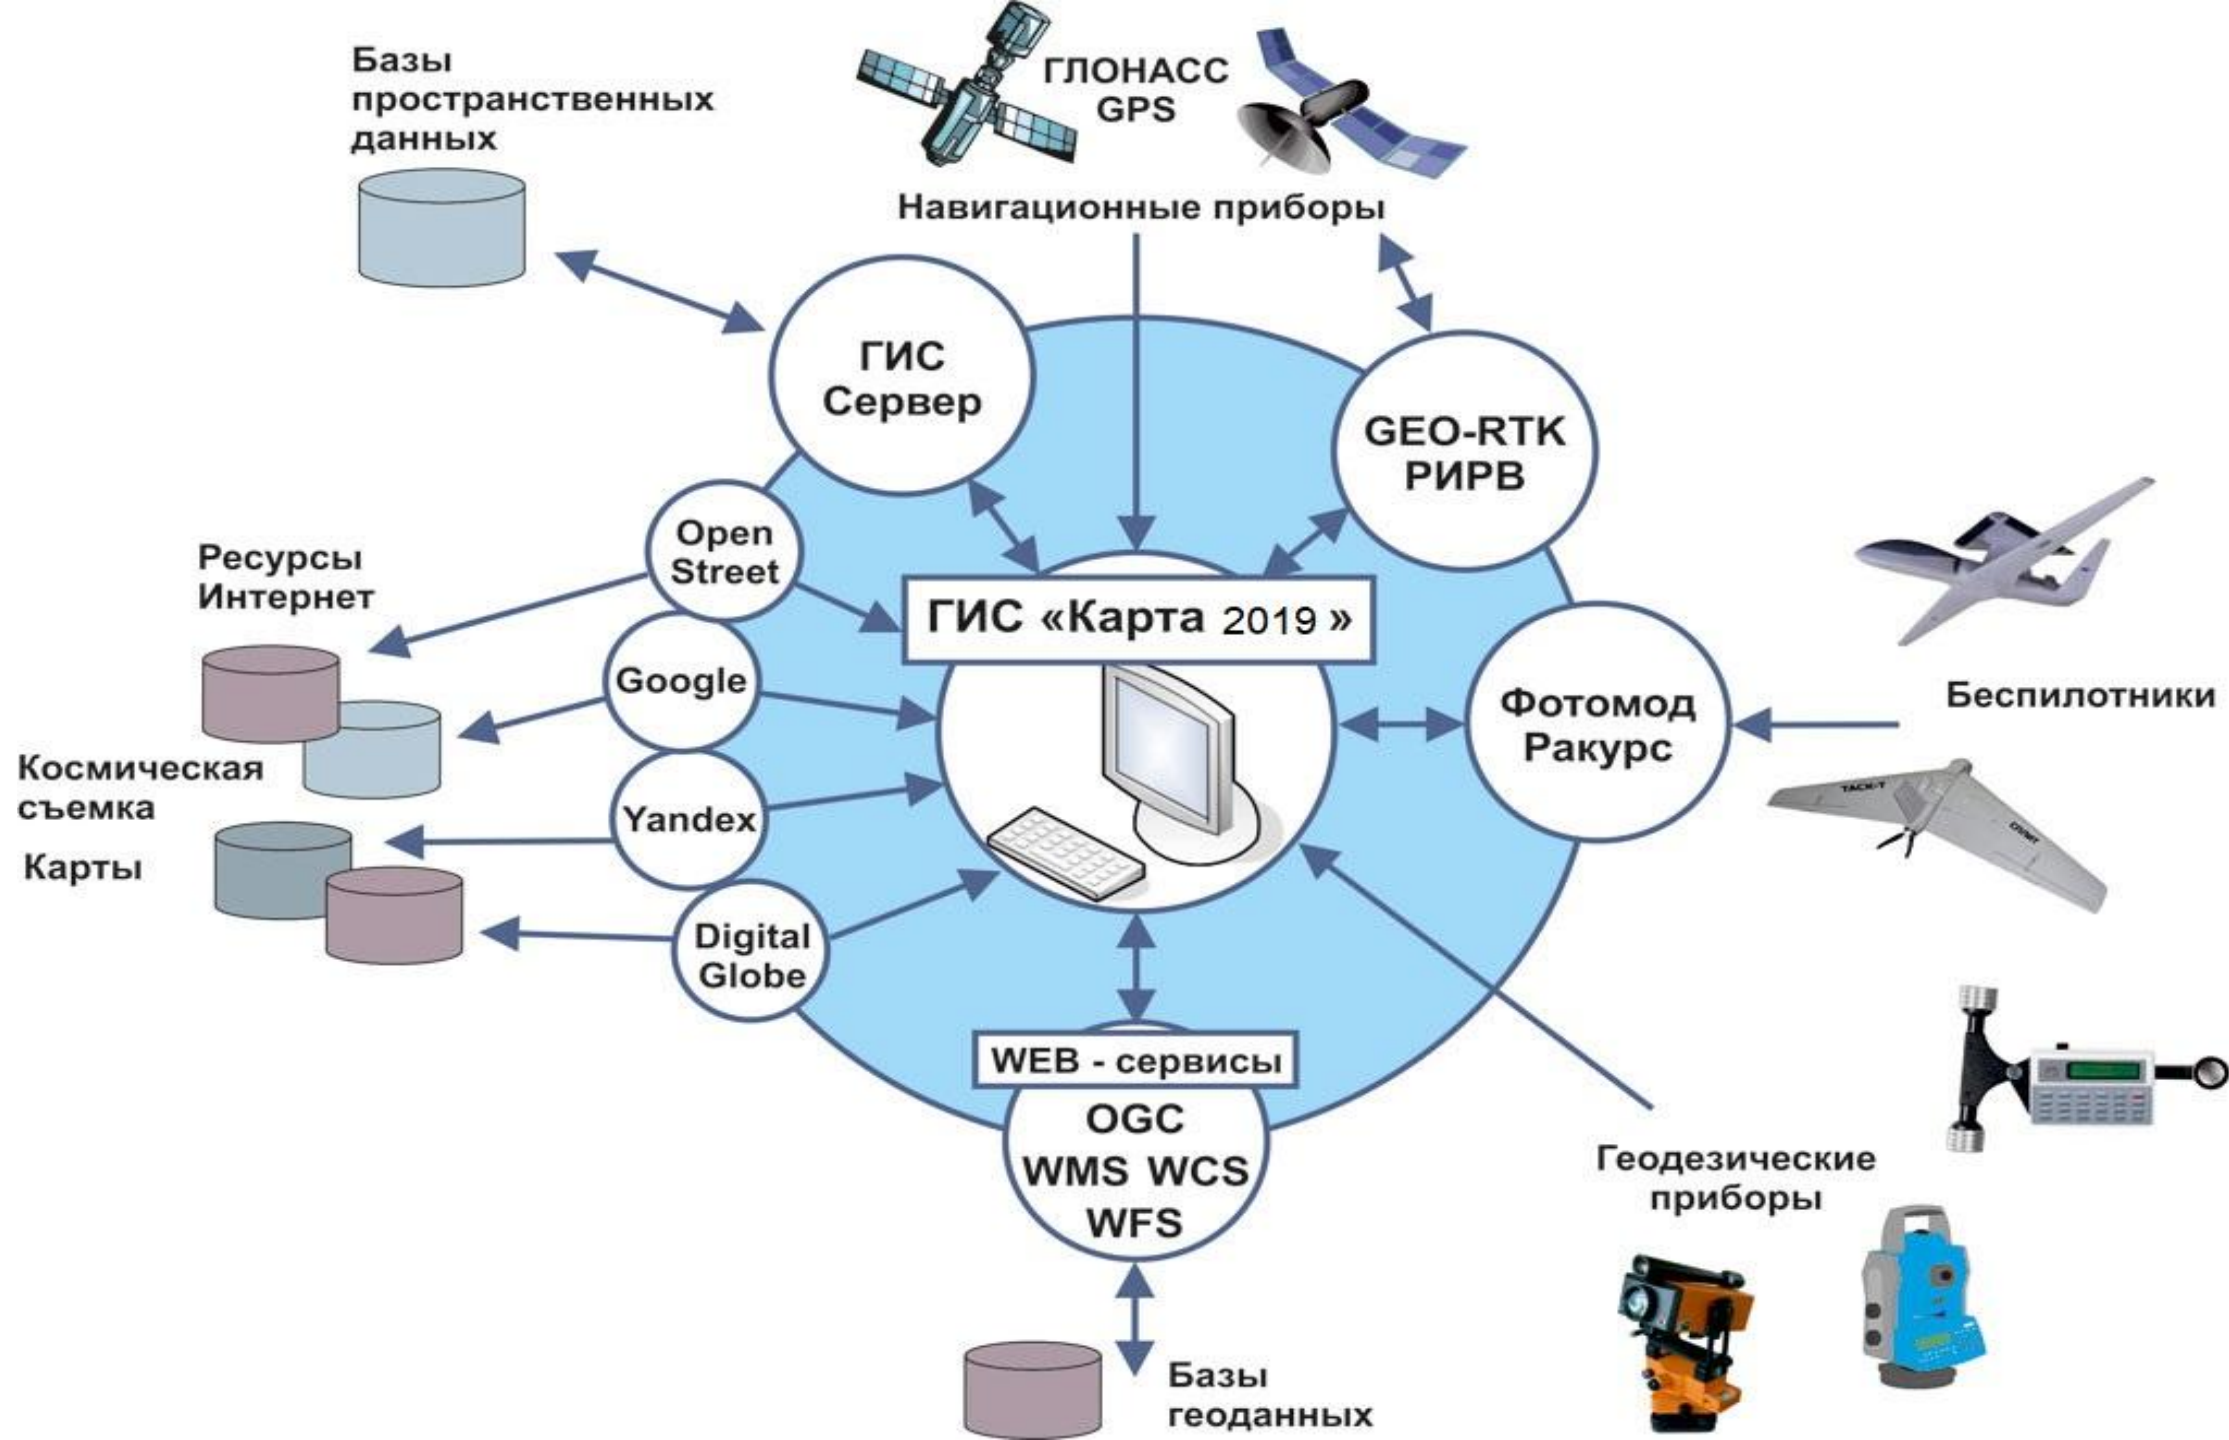 Базы
пространственных
данных
ГЛОНАСС
GPS
Навигационные приборы
ГИС
Сервер
GEO-RTK
РИРВ
Open
Street
Ресурсы
Интернет
ГИС «Карта 2019 »
Google
Фотомод
Ракурс
Беспилотники
Космическая
съемка
Yandex
Карты
ТАСК-Т
Digital
Globe
WEB - сервисы
OGC
WMS WCS
WFS
Геодезические
приборы
Базы
геоданных